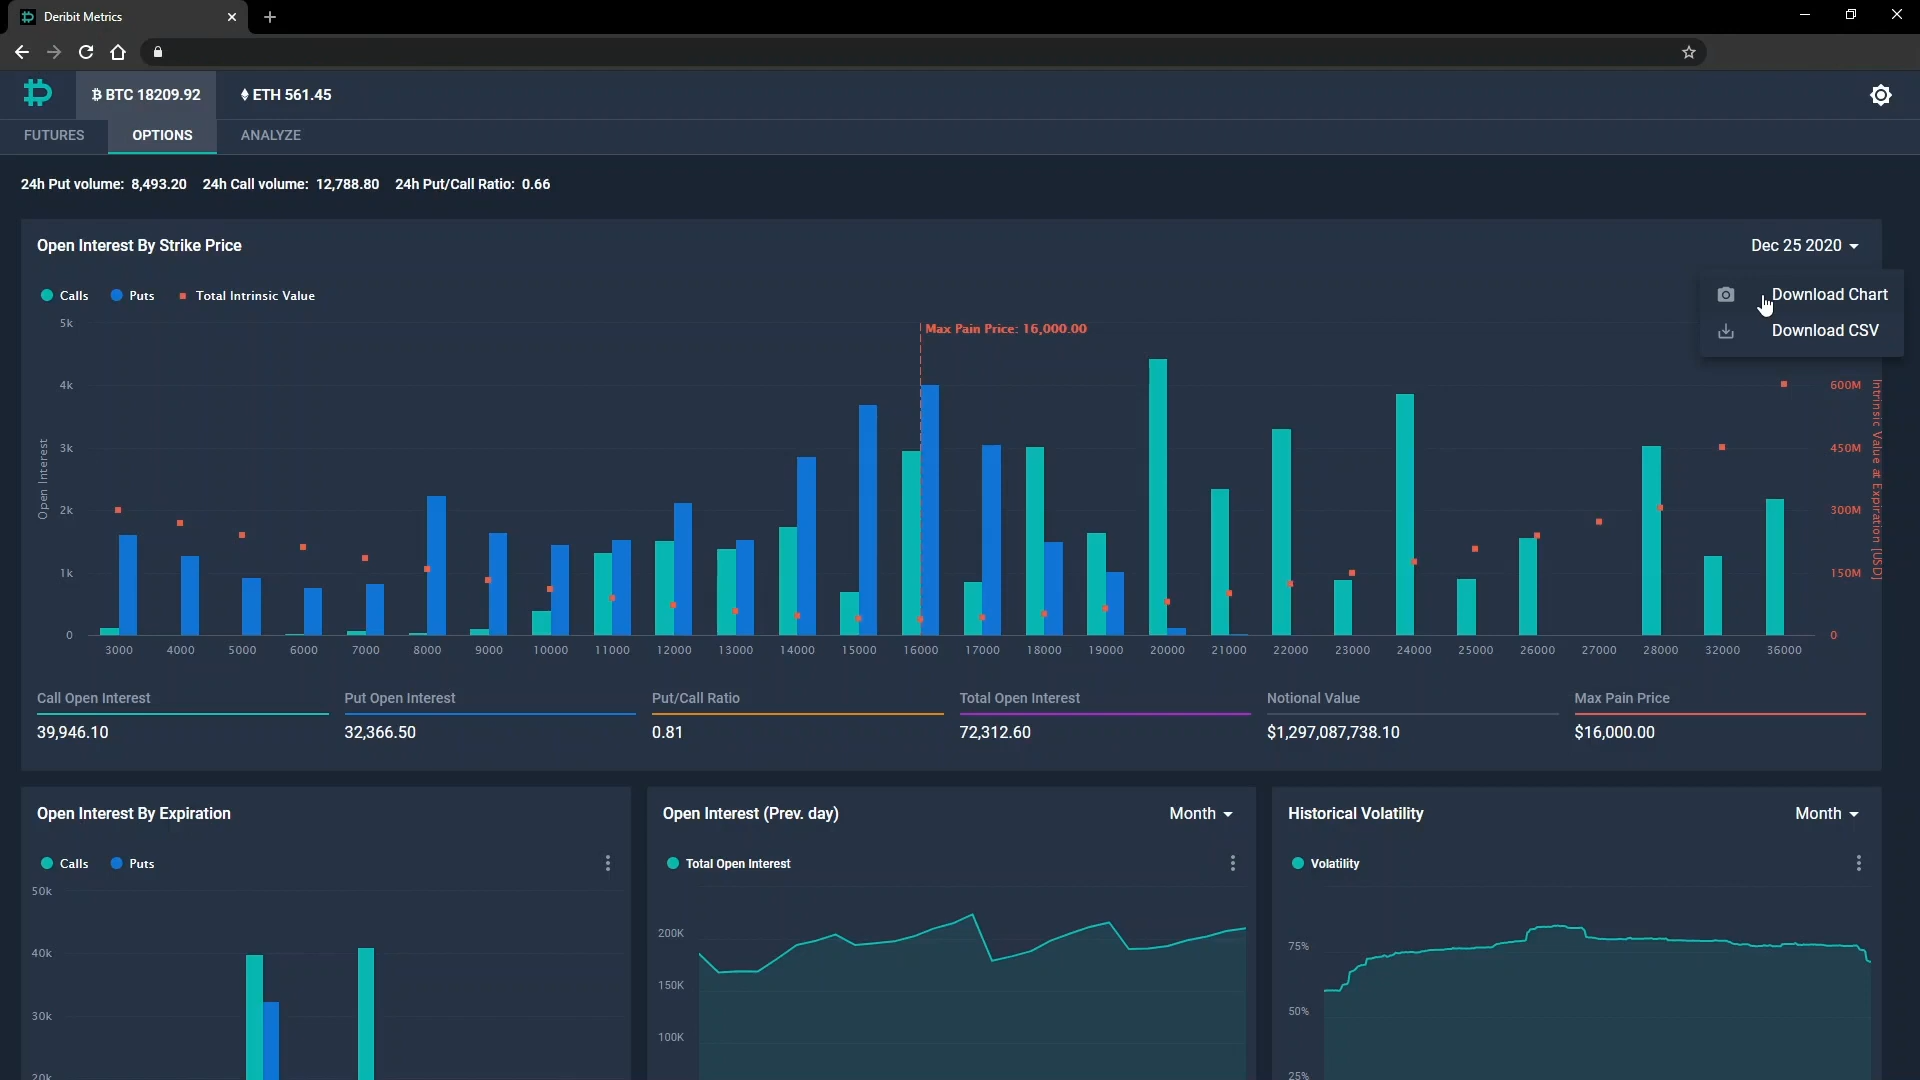 Deribit Metrics
BTC 18209.92
ETH 561.45
FUTURES
OPTIONS
ANALYZE
24h Put volume: 8,493.20 24h Call volume: 12,788.80 24h Put/Call Ratio: 0.66
Open Interest By Strike Price
Dec 25 2020
Calls Puts Total Intrinsic Value
Download Chart
Download CSV
Max Pain Price: 16,000.00
5k
4k
3k
2k
1k
0
Open Interest
600M
450M
300M
150M
0
Intrinsic Value at Expiration [USD]
3000 4000 5000 6000 7000 8000 9000 10000 11000 12000 13000 14000 15000 16000 17000 18000 19000 20000 21000 22000 23000 24000 25000 26000 27000 28000 32000 36000
Call Open Interest
39,946.10
Put Open Interest
32,366.50
Put/Call Ratio
0.81
Total Open Interest
72,312.60
Notional Value
$1,297,087,738.10
Max Pain Price
$16,000.00
Open Interest By Expiration
Calls Puts
50k
40k
30k
20k
Open Interest (Prev. day)
Month
Total Open Interest
200K
150K
100K
Historical Volatility
Month
Volatility
75%
50%
25%